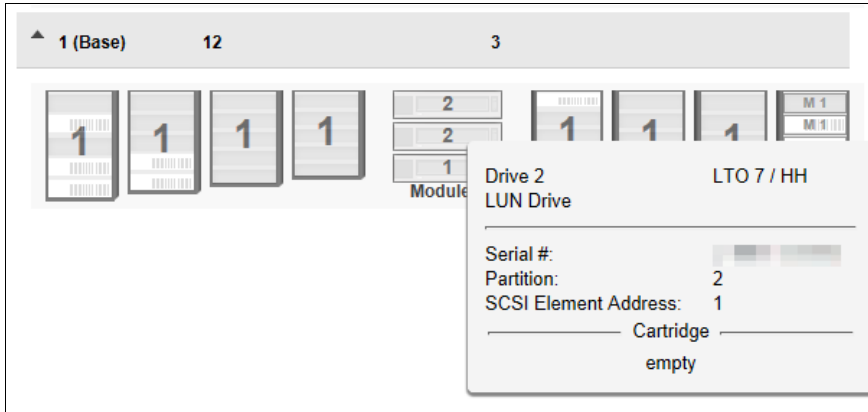 1 (Base) 12 3
1 1 1 1 2 1 1 1 M 1
2 M 1
1
Module
Drive 2 LTO 7 / HH
LUN Drive
Serial #:
Partition: 2
SCSI Element Address: 1
Cartridge
empty